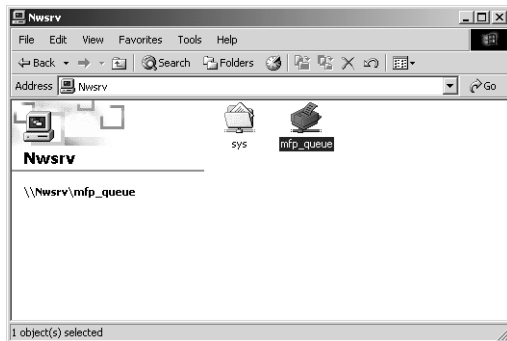 Nwsrv
File Edit View Favorites Tools Help
Back Search Folders
Address Nwsrv Go
sys mfp_queue
Nwsrv
\\Nwsrv\mfp_queue
1 object(s) selected